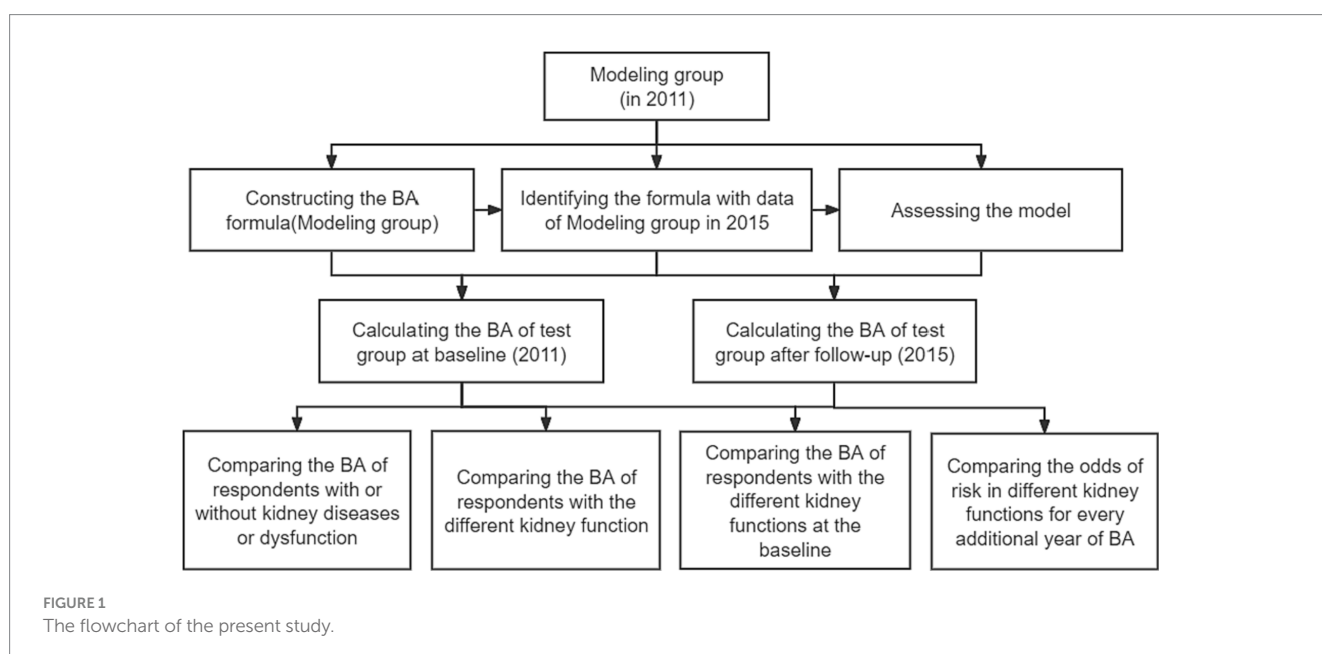 Modeling group
(in 2011)
Constructing the BA
formula(Modeling group)
Identifying the formula with data
of Modeling group in 2015
Assessing the model
Calculating the BA of test
group at baseline (2011)
Calculating the BA of test
group after follow-up (2015)
Comparing the BA of
respondents with or
without kidney diseases
or dysfunction
Comparing the BA of
respondents with the
different kidney function
Comparing the BA of
respondents with the
different kidney
functions at the
baseline
Comparing the odds of
risk in different kidney
functions for every
additional year of BA
FIGURE 1
The flowchart of the present study.